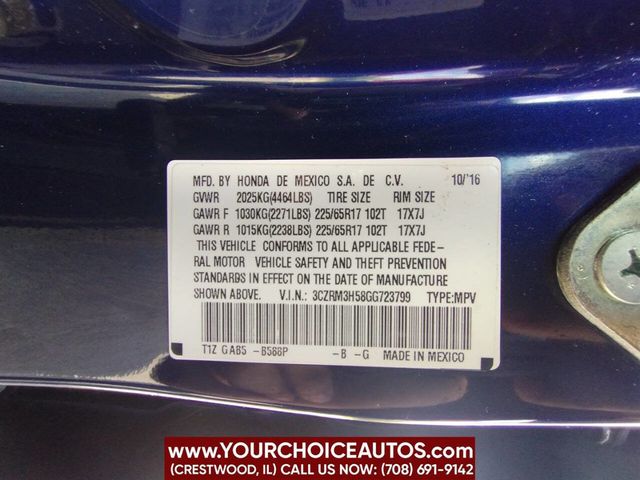 MFD. BY HONDA DE MEXICO S.A. DE C.V. 10/'16
GVWR 2025KG(4464LBS) TIRE SIZE RIM SIZE
GAWR F 1030KG(2271LBS) 225/65R17 102T 17X7J
GAWR R 1015KG(2238LBS) 225/65R17 102T 17X7J
THIS VEHICLE CONFORMS TO ALL APPLICABLE FEDE-
RAL MOTOR VEHICLE SAFETY AND THEFT PREVENTION
STANDARDS IN EFFECT ON THE DATE OF MANUFACTURE
SHOWN ABOVE. V.I.N.: 3CZRM3H58GG723799 TYPE:MPV
T1Z GAB5 -B588P -B -G MADE IN MEXICO
WWW.YOURCHOICEAUTOS.COM
(CRESTWOOD, IL) CALL US NOW: (708) 691-9142